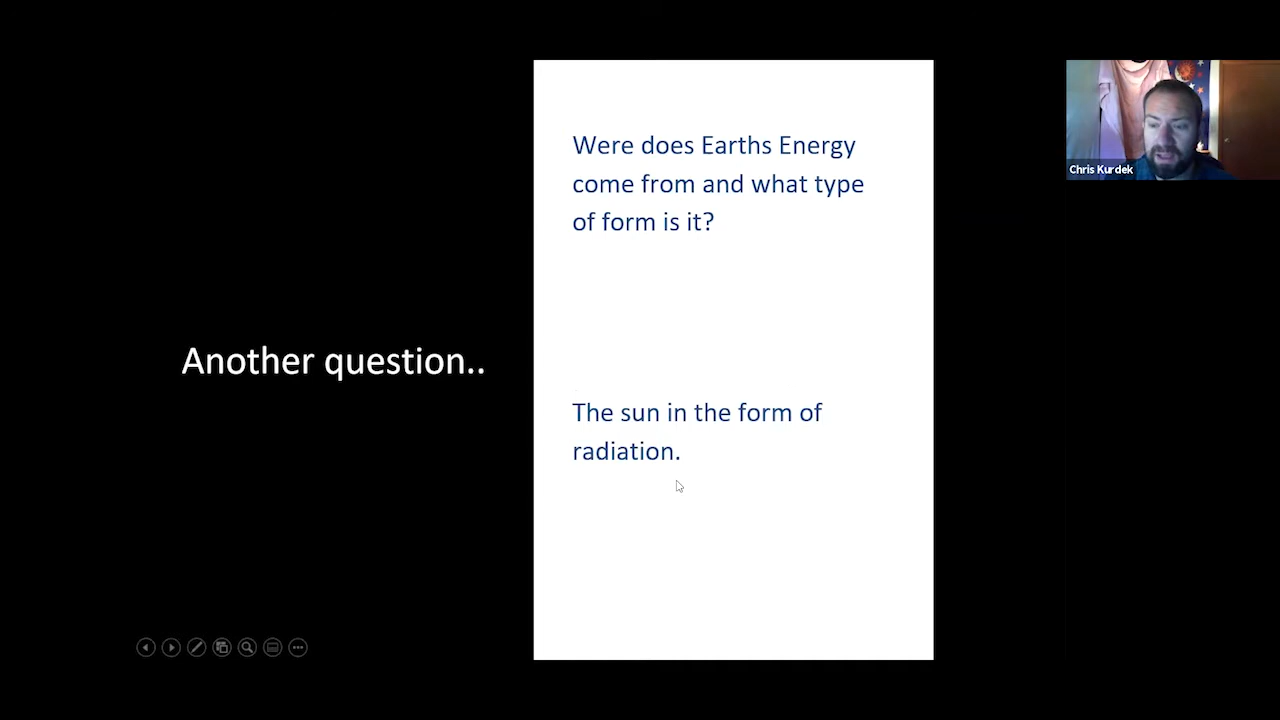 Another question..
Were does Earths Energy
come from and what type
of form is it?
The sun in the form of
radiation.
Chris Kurdek